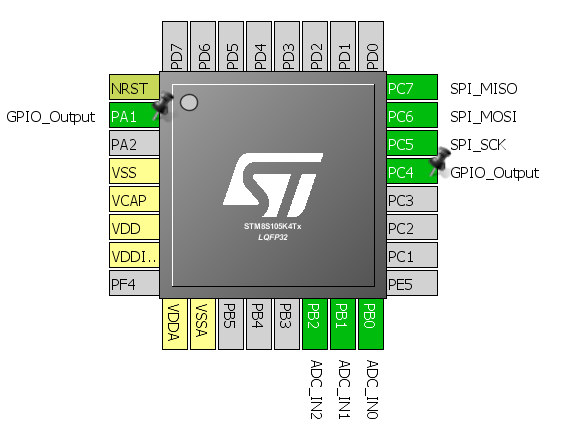 PD7
PD6
PD5
PD4
PD3
PD2
PD1
PD0
NRST
GPIO_Output PA1
PA2
VSS
VCAP
VDD
VDDI..
PF4
PC7 SPI_MISO
PC6 SPI_MOSI
PC5 SPI_SCK
PC4 GPIO_Output
PC3
PC2
PC1
PE5
ST
STM8S105K4Tx
LQFP32
VDDA
VSSA
PB5
PB4
PB3
PB2 ADC_IN2
PB1 ADC_IN1
PB0 ADC_IN0